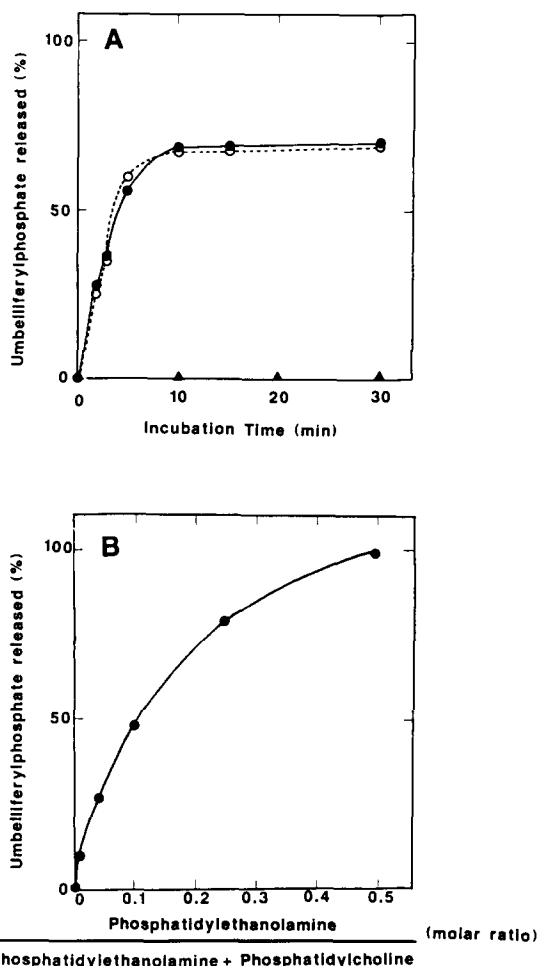 A
Umbelliferylphosphate released (%)
100
50
0
0 10 20 30
Incubation Time (min)
B
Umbelliferylphosphate released (%)
100
50
0
0 0.1 0.2 0.3 0.4 0.5
Phosphatidylethanolamine
(molar ratio)
hosphatidylethanolamine + Phosphatidylcholine